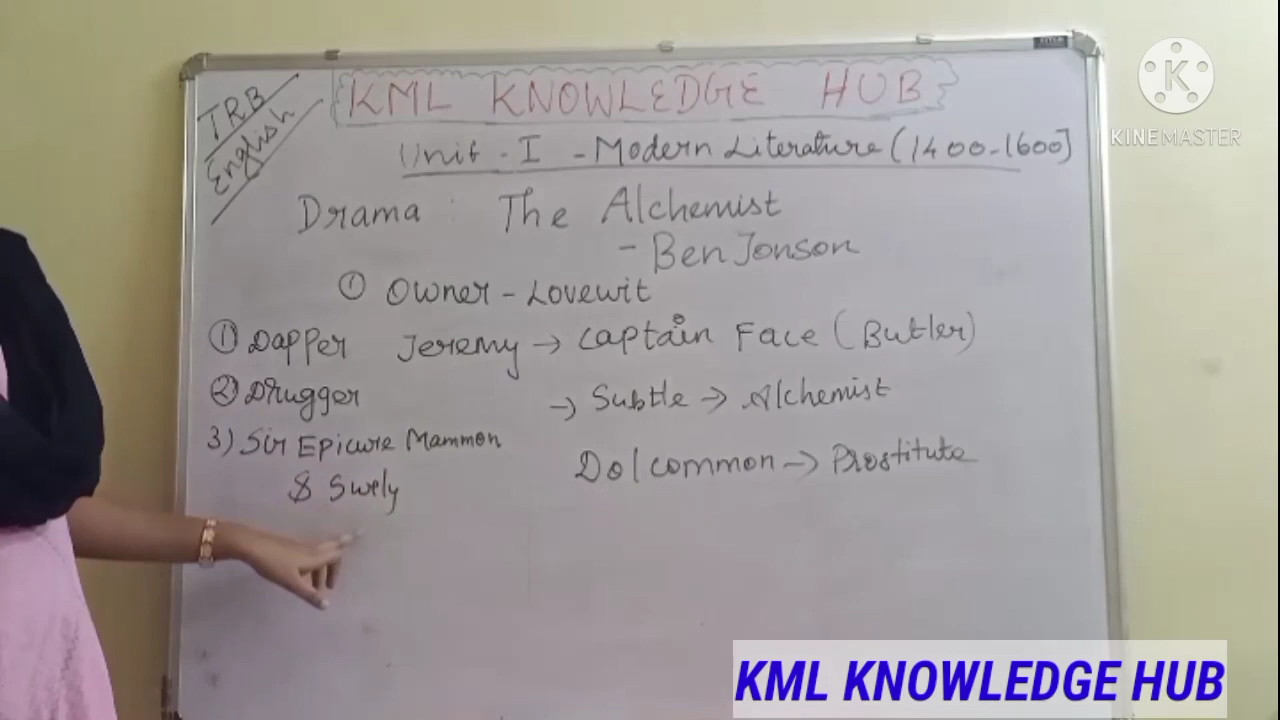 TRB
English
KML KNOWLEDGE HUB
Unit - I - Modern Literature (1400-1600]
Drama : The Alchemist
- Ben Jonson
① Owner - Lovewit
① Dapper Jeremy → Captain Face (Butler)
② Drugger → Subtle → Alchemist
3) Sir Epicure Mammon
& Surly
Dol common → Prostitute
K
KINEMASTER
KML KNOWLEDGE HUB